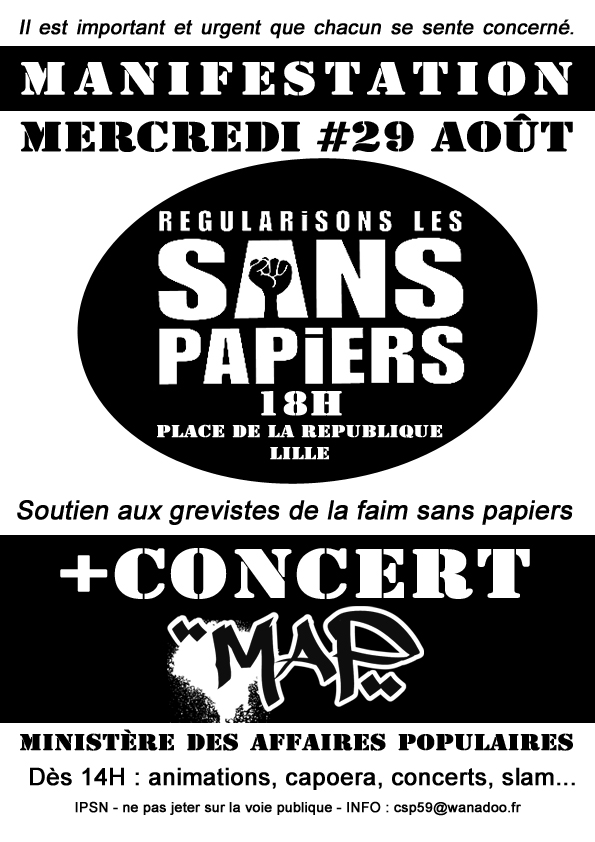 Il est important et urgent que chacun se sente concerné.
MANIFESTATION
MERCREDI #29 AOÛT
REGULARiSONS LES
SANS
PAPiERS
18H
PLACE DE LA REPUBLIQUE
LILLE
Soutien aux grevistes de la faim sans papiers
+CONCERT
MAP
MINISTÈRE DES AFFAIRES POPULAIRES
Dès 14H : animations, capoera, concerts, slam...
IPSN - ne pas jeter sur la voie publique - INFO : csp59@wanadoo.fr